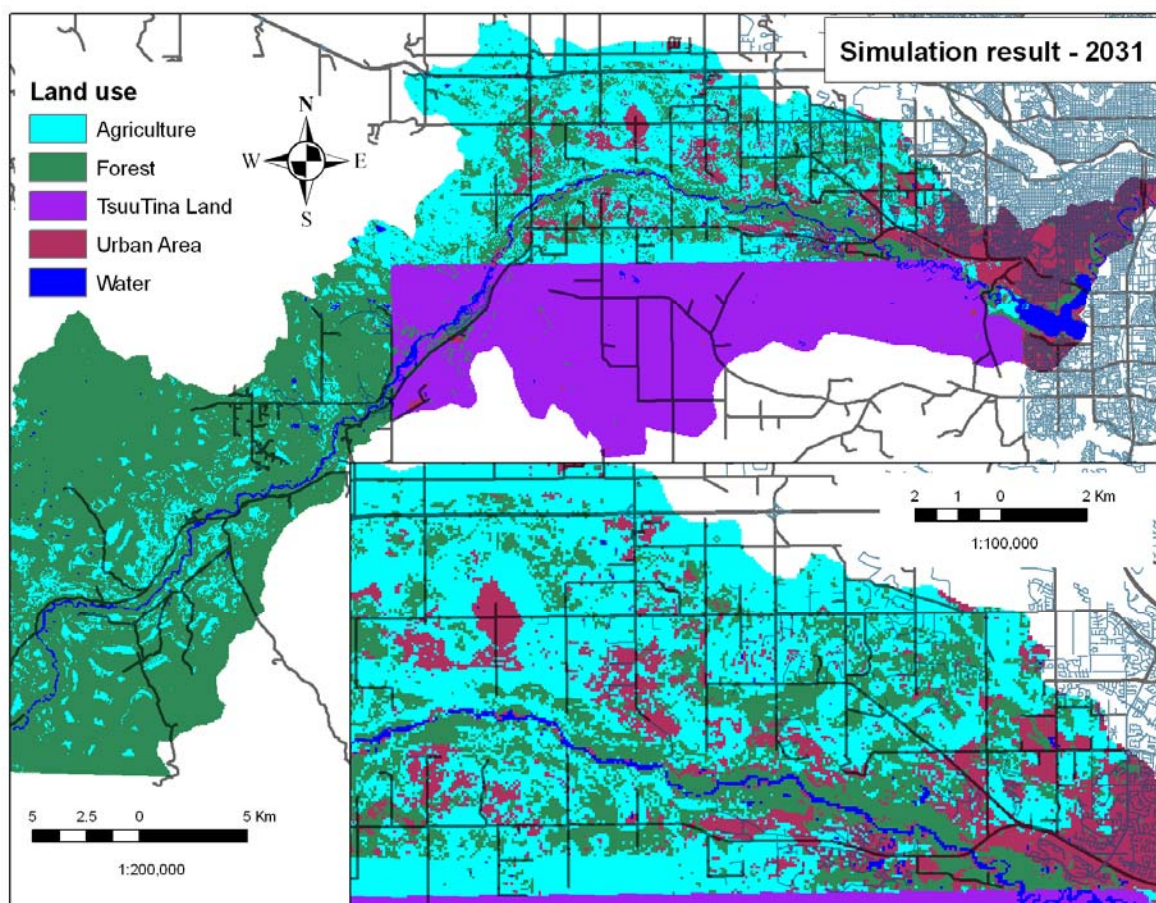 Simulation result - 2031
Land use
Agriculture
Forest
TsuuTina Land
Urban Area
Water
N
W E
S
2 1 0 2 Km
1:100,000
5 2.5 0 5 Km
1:200,000